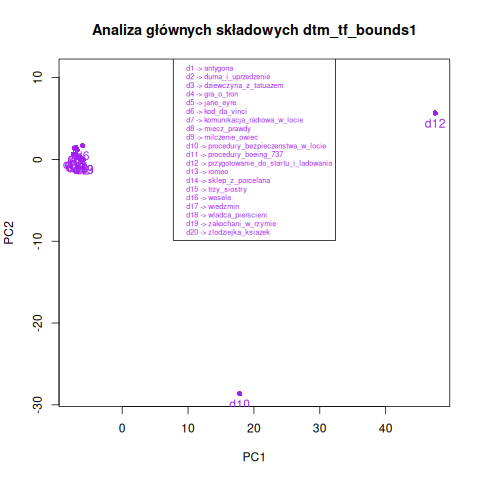 Analiza głównych składowych dtm_tf_bounds1
d1 -> antygona
d2 -> duma_i_uprzedzenie
d3 -> dziewczyna_z_tatuazem
d4 -> gra_o_tron
d5 -> jane_eyre
d6 -> kod_da_vinci
d7 -> komunikacja_radiowa_w_locie
d8 -> miecz_prawdy
d9 -> milczenie_owiec
d10 -> procedury_bezpieczenstwa_w_locie
d11 -> procedury_boeing_737
d12 -> przygotowanie_do_startu_i_ladowania
d13 -> romeo
d14 -> sklep_z_porcelana
d15 -> trzy_siostry
d16 -> wesele
d17 -> wiedzmin
d18 -> wladca_pierscieni
d19 -> zakochani_w_rzymie
d20 -> zlodziejka_ksiazek
10
d12
0
PC2
-10
-20
d10
-30
0 10 20 30 40
PC1